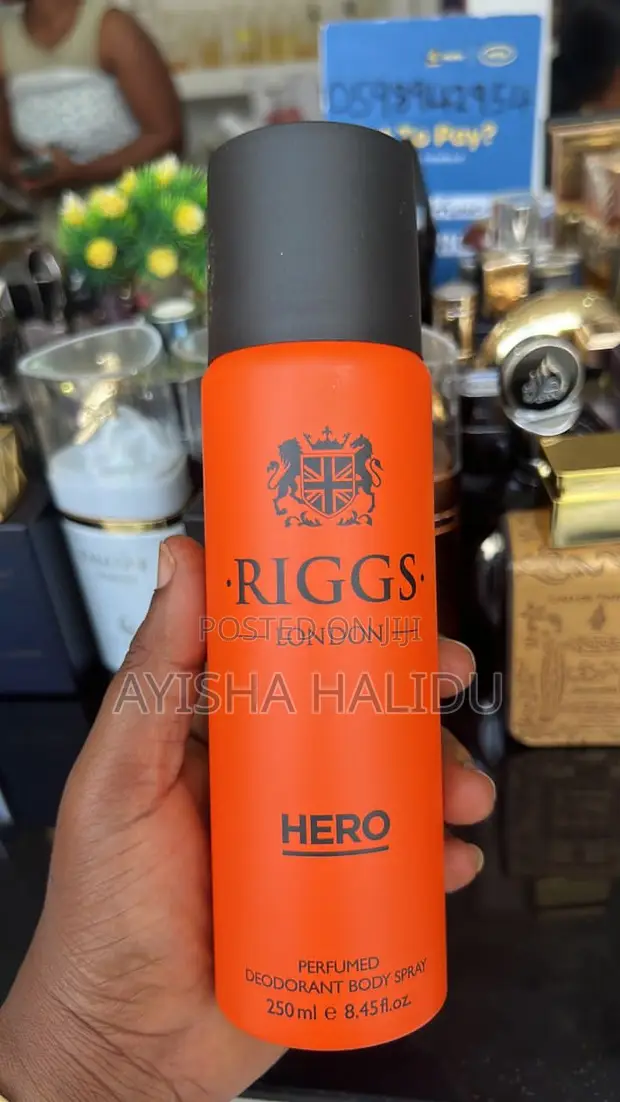 To Pay?
·RIGGS·
LONDON
POSTED ON JIJI
AYISHA HALIDU
HERO
PERFUMED
DEODORANT BODY SPRAY
250ml e 8.45fl.oz.